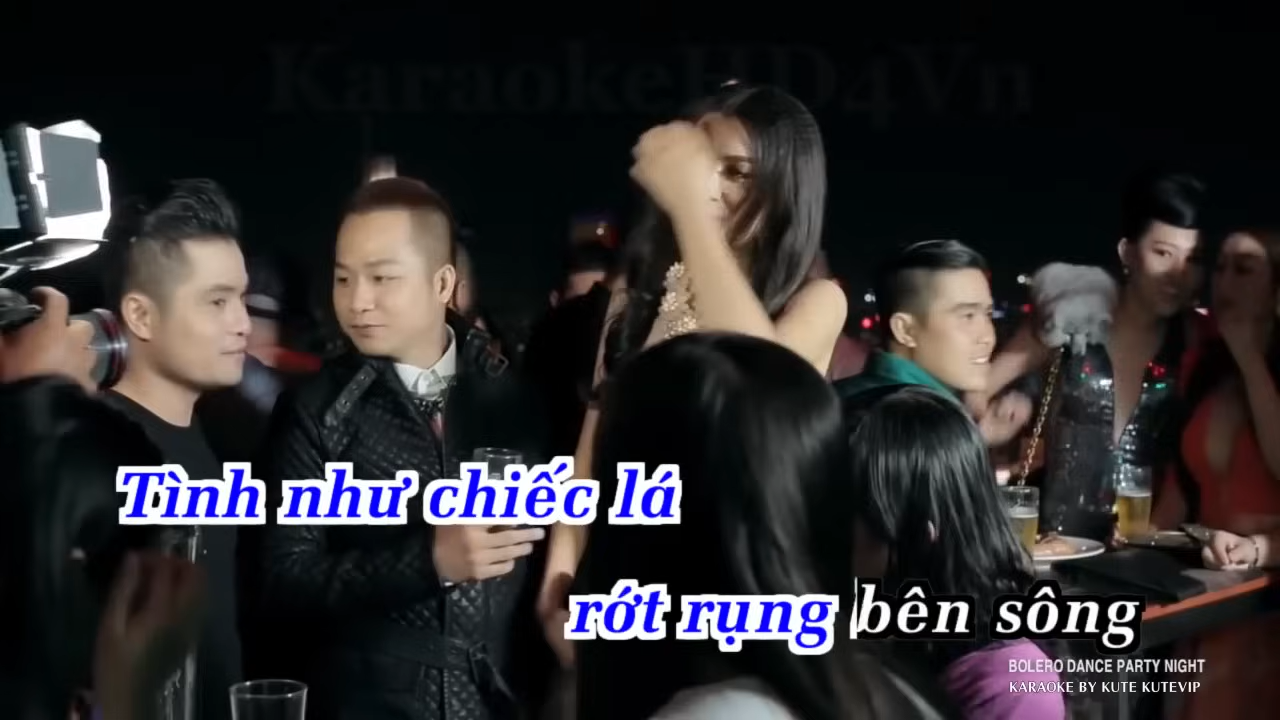 KaraokeHD4Vn
Tình như chiếc lá
rớt rụng bên sông
BOLERO DANCE PARTY NIGHT
KARAOKE BY KUTE KUTEVIP